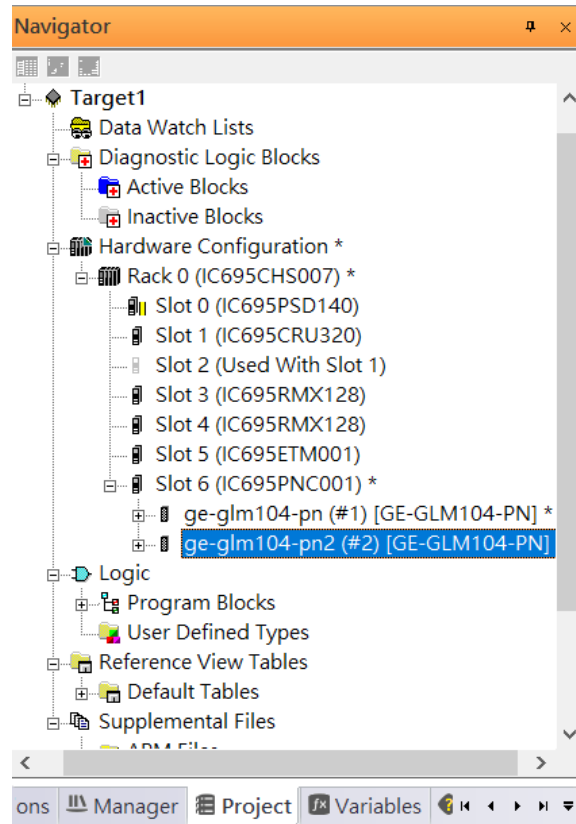 Navigator
Target1
Data Watch Lists
Diagnostic Logic Blocks
Active Blocks
Inactive Blocks
Hardware Configuration *
Rack 0 (IC695CHS007) *
Slot 0 (IC695PSD140)
Slot 1 (IC695CRU320)
Slot 2 (Used With Slot 1)
Slot 3 (IC695RMX128)
Slot 4 (IC695RMX128)
Slot 5 (IC695ETM001)
Slot 6 (IC695PNC001) *
ge-glm104-pn (#1) [GE-GLM104-PN] *
ge-glm104-pn2 (#2) [GE-GLM104-PN]
Logic
Program Blocks
User Defined Types
Reference View Tables
Default Tables
Supplemental Files
ons Manager Project Variables